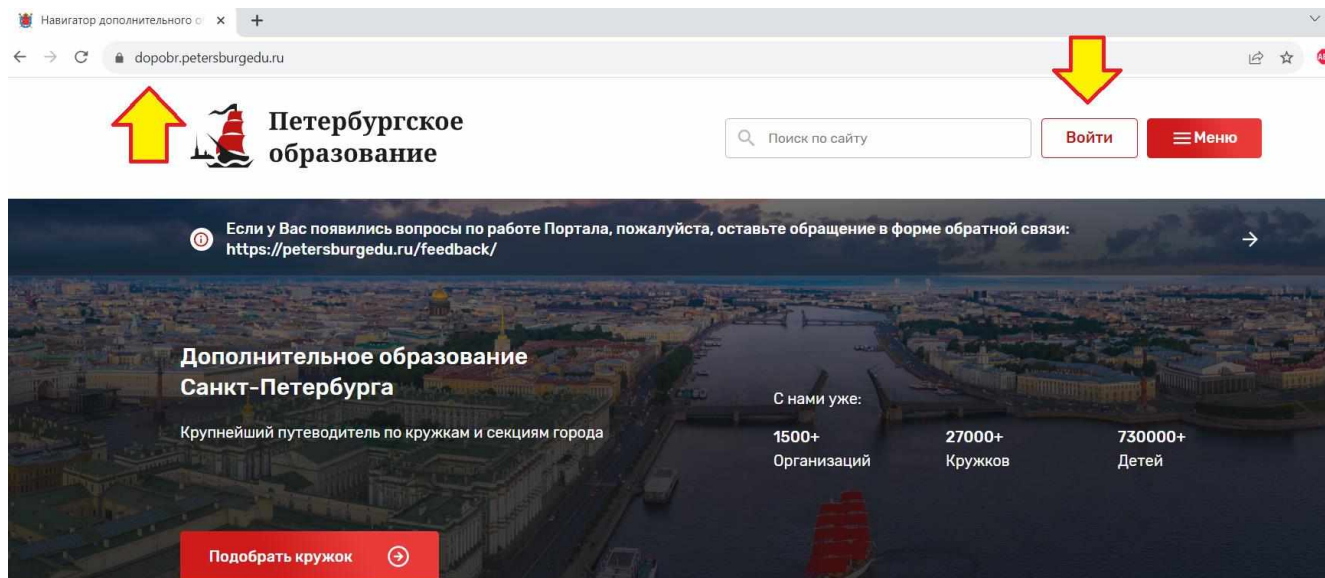 Навигатор дополнительного о
dopobr.petersburgedu.ru
Петербургское
образование
Поиск по сайту
Войти
Меню
Если у Вас появились вопросы по работе Портала, пожалуйста, оставьте обращение в форме обратной связи:
https://petersburgedu.ru/feedback/
Дополнительное образование
Санкт-Петербурга
Крупнейший путеводитель по кружкам и секциям города
С нами уже:
1500+ 27000+ 730000+
Организаций Кружков Детей
Подобрать кружок